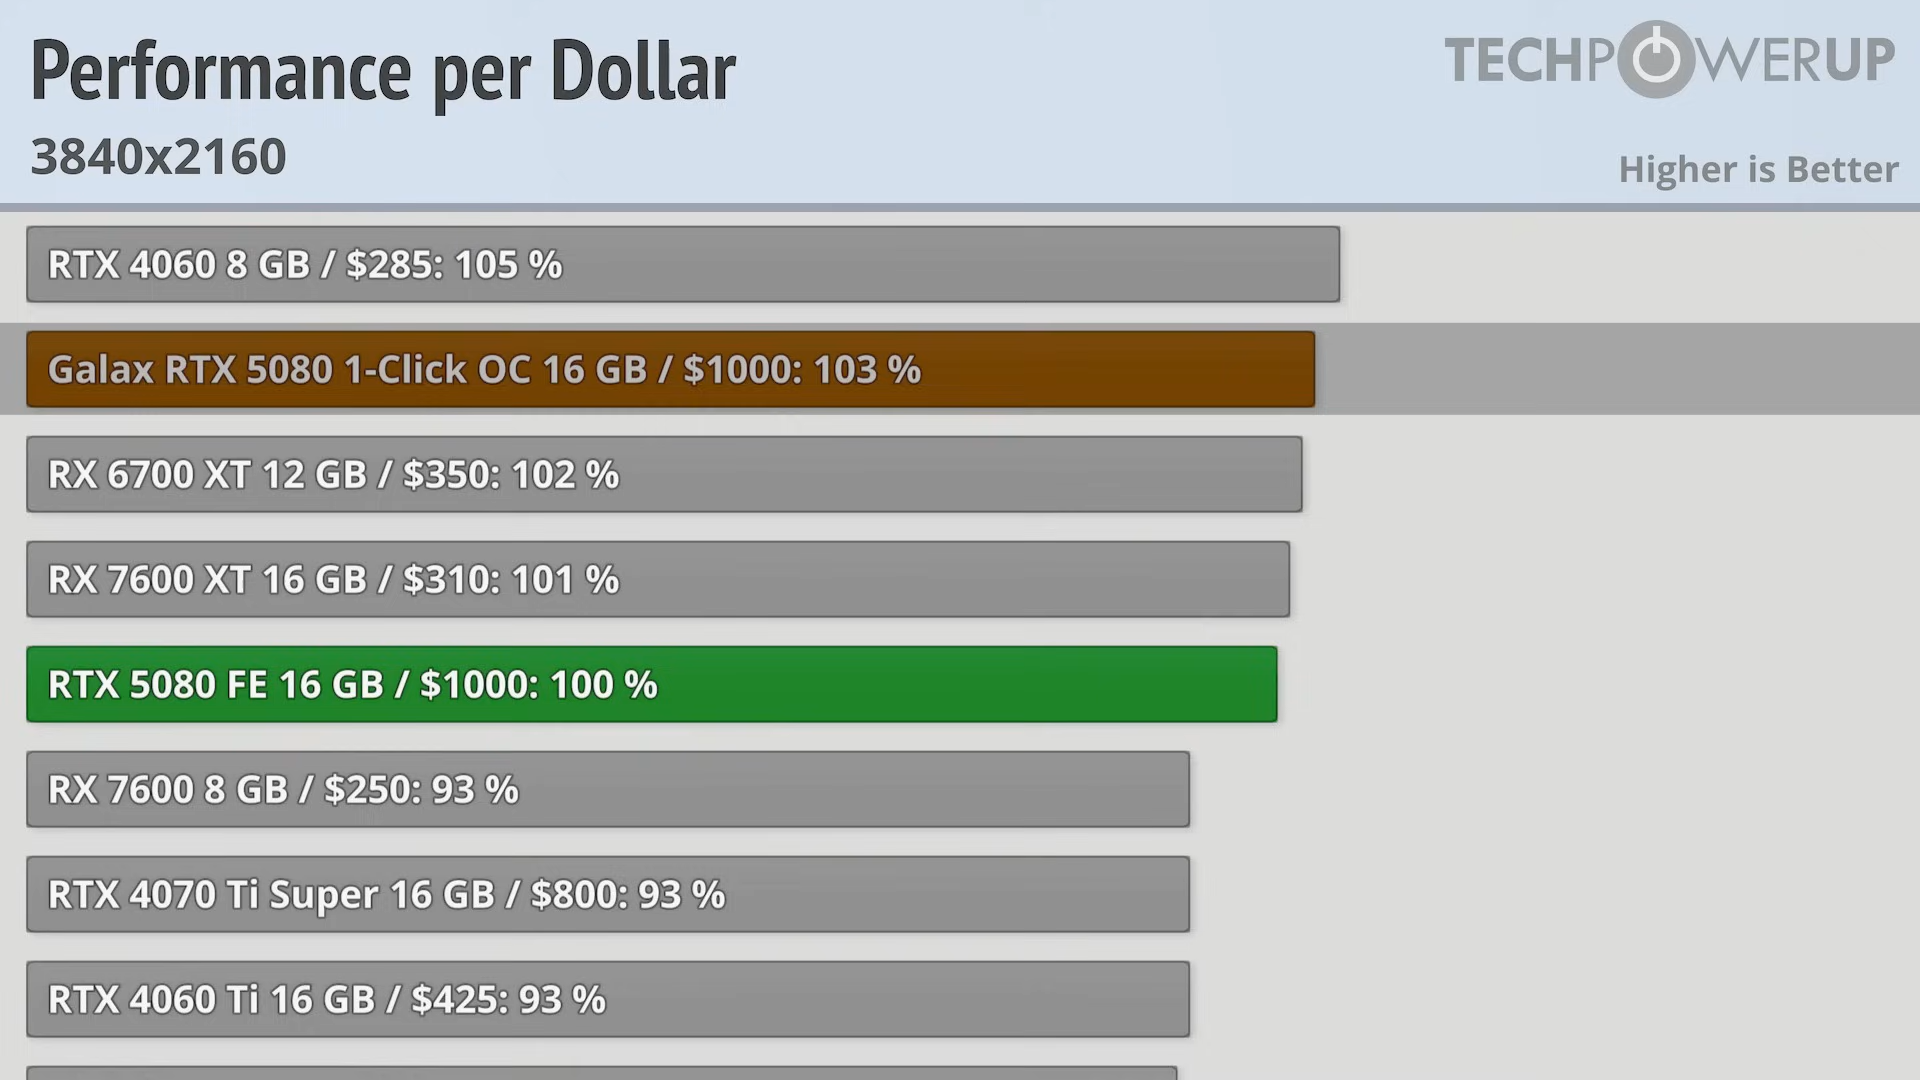 Performance per Dollar
TECHPOWERUP
3840x2160
Higher is Better
RTX 4060 8 GB / $285: 105 %
Galax RTX 5080 1-Click OC 16 GB / $1000: 103 %
RX 6700 XT 12 GB / $350: 102 %
RX 7600 XT 16 GB / $310: 101 %
RTX 5080 FE 16 GB / $1000: 100 %
RX 7600 8 GB / $250: 93 %
RTX 4070 Ti Super 16 GB / $800: 93 %
RTX 4060 Ti 16 GB / $425: 93 %